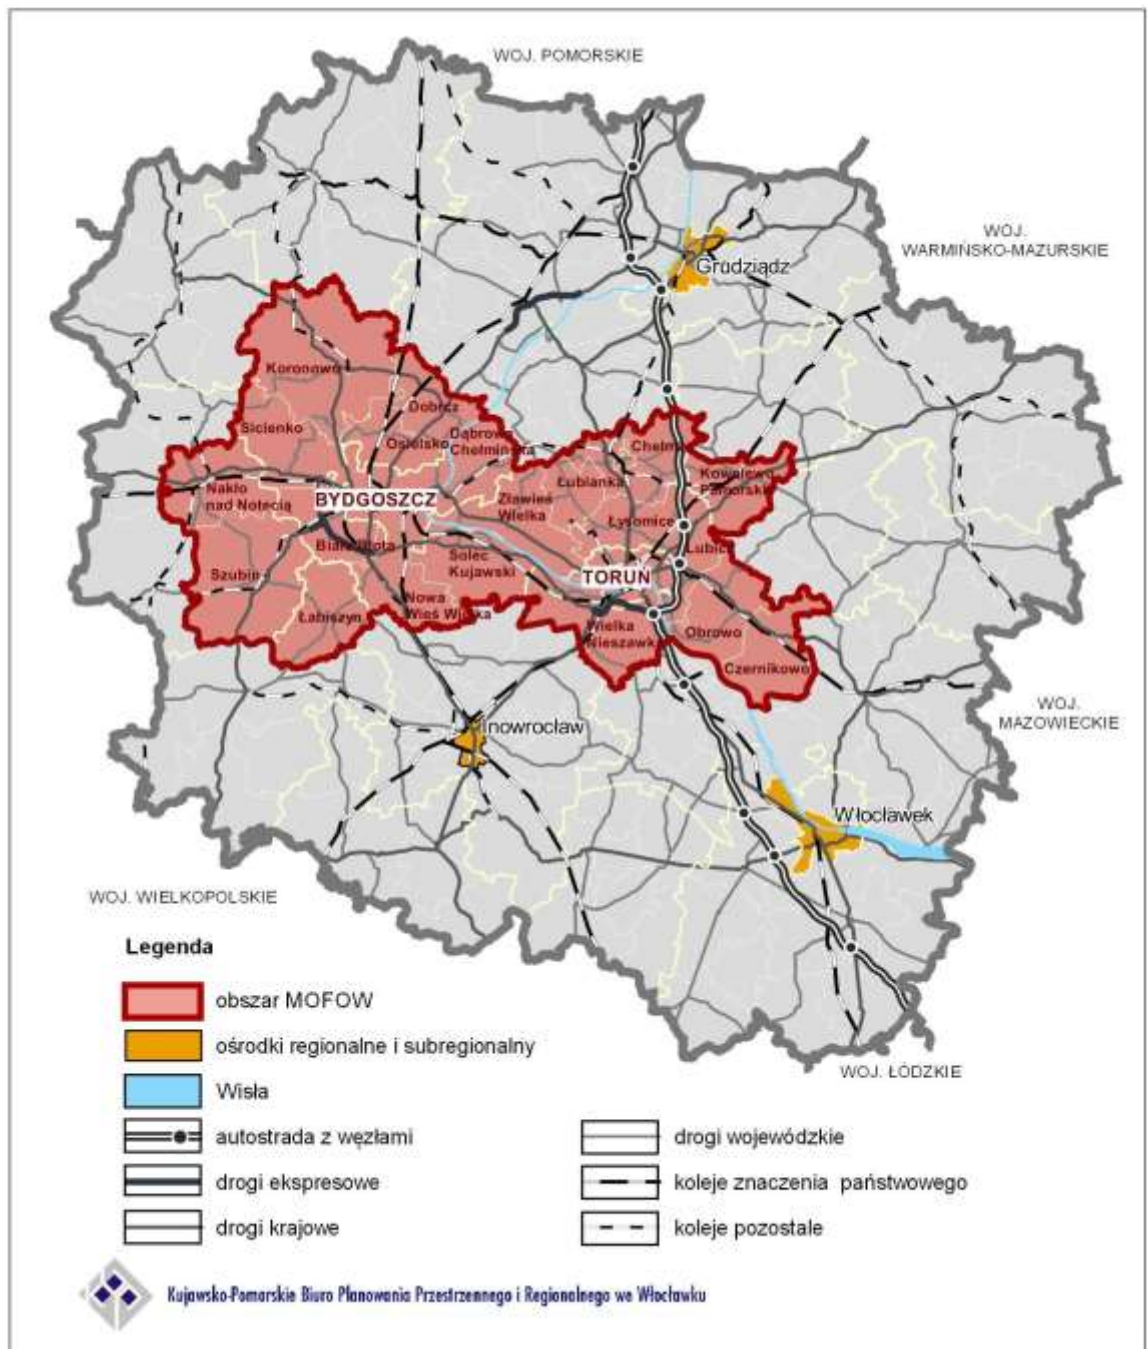 WOJ. POMORSKIE
WOJ.
WARMIŃSKO-MAZURSKIE
Grudziądz
Koronowo
Dobrcz
Sicienko
Osielsko
Dąbrowa
Chełmińska
Chełmża
Łubianka
Kowalewo
Pomorskie
Nakło
nad Notecią
BYDGOSZCZ
Zławieś
Wielka
Łysomice
Białe Błota
Solec
Kujawski
Lubicz
Szubin
TORUŃ
Łabiszyn
Nowa
Wieś Wielka
Wielka
Nieszawka
Obrowo
Czernikowo
WOJ.
MAZOWIECKIE
Inowrocław
Włocławek
WOJ. WIELKOPOLSKIE
WOJ. ŁÓDZKIE
Legenda
obszar MOFOW
ośrodki regionalne i subregionalny
Wisła
autostrada z węzłami
drogi ekspresowe
drogi krajowe
drogi wojewódzkie
koleje znaczenia państwowego
koleje pozostałe
Kujawsko-Pomorskie Biuro Planowania Przestrzennego i Regionalnego we Włocławku